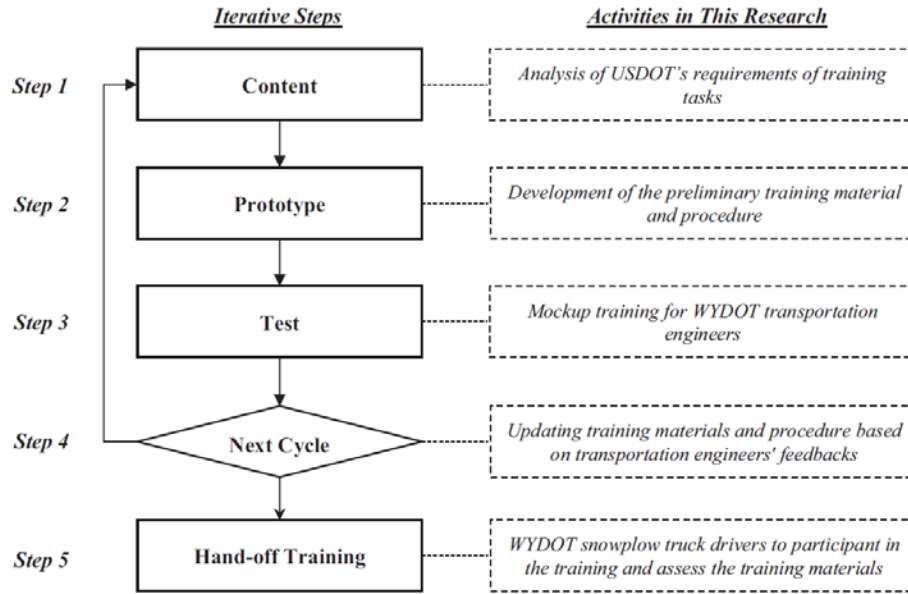 Iterative Steps
Activities in This Research
Step 1
Content
Analysis of USDOT's requirements of training
tasks
Step 2
Prototype
Development of the preliminary training material
and procedure
Step 3
Test
Mockup training for WYDOT transportation
engineers
Step 4
Next Cycle
Updating training materials and procedure based
on transportation engineers' feedbacks
Step 5
Hand-off Training
WYDOT snowplow truck drivers to participant in
the training and assess the training materials